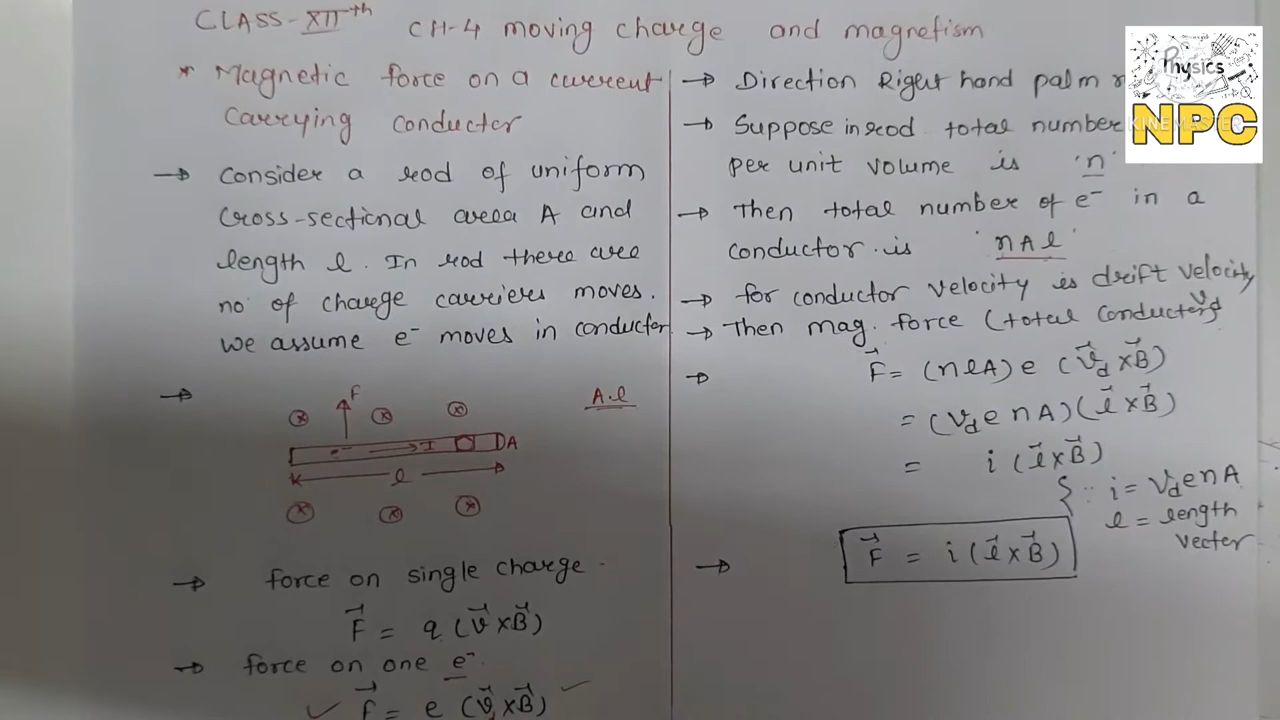 CLASS-XIIth CH-4 moving charge and magnetism
* Magnetic force on a current
carrying conductor
→ Consider a rod of uniform
cross-sectional area A and
length l. In rod there are
no of charge carriers moves.
we assume e⁻ moves in conductor
→ A.l
F
⊗ ⊗ ⊗
e⁻ → I A
l
⊗ ⊗ ⊗
→ force on single charge.
F⃗ = q (v⃗ × B⃗)
→ force on one e⁻
F⃗ = e (v⃗ × B⃗)
→ Direction Right hand palm
→ Suppose in rod total number
per unit volume is 'n'
→ Then total number of e⁻ in a
conductor is 'nAl'
→ for conductor velocity is drift velocity
→ Then mag. force (total conductor) vd
→ F⃗ = (nlA) e (v⃗d × B⃗)
= (vd e n A) (l⃗ × B⃗)
= i (l⃗ × B⃗)
{ ∵ i = vd e n A
l = length
vecter
→ F⃗ = i (l⃗ × B⃗)
Physics
NPC
KINEMASTER